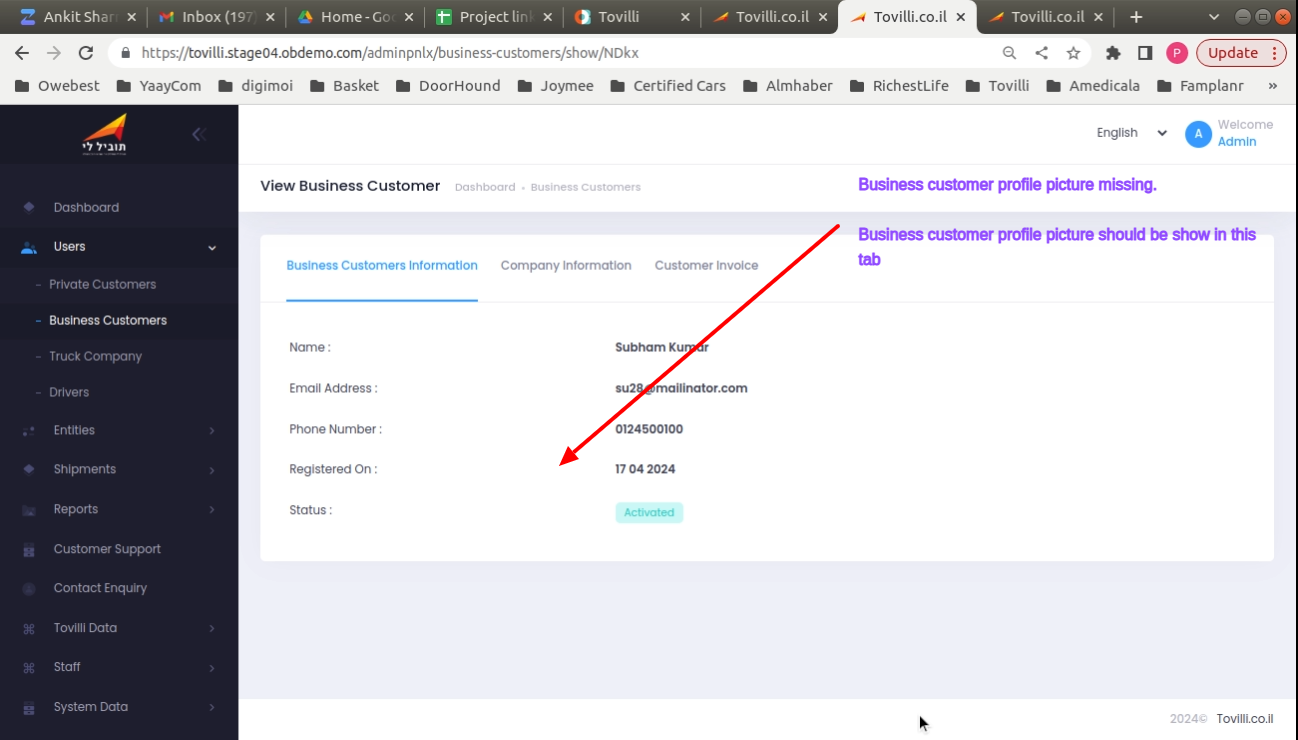 Ankit Shar
Inbox (197)
Home - Goo
Project link
Tovilli
Tovilli.co.il
Tovilli.co.il
Tovilli.co.il
https://tovilli.stage04.obdemo.com/adminpnlx/business-customers/show/NDkx
P
Update
Owebest
YaayCom
digimoi
Basket
DoorHound
Joymee
Certified Cars
Almhaber
RichestLife
Tovilli
Amedicala
Famplanr
»
תוביל לי
English
A
Welcome
Admin
View Business Customer
Dashboard • Business Customers
Business customer profile picture missing.
Business customer profile picture should be show in this
tab
Dashboard
Users
- Private Customers
- Business Customers
- Truck Company
- Drivers
Entities
Shipments
Reports
Customer Support
Contact Enquiry
Tovilli Data
Staff
System Data
Business Customers Information
Company Information
Customer Invoice
Name : Subham Kumar
Email Address : su28@mailinator.com
Phone Number : 0124500100
Registered On : 17 04 2024
Status : Activated
2024© Tovilli.co.il